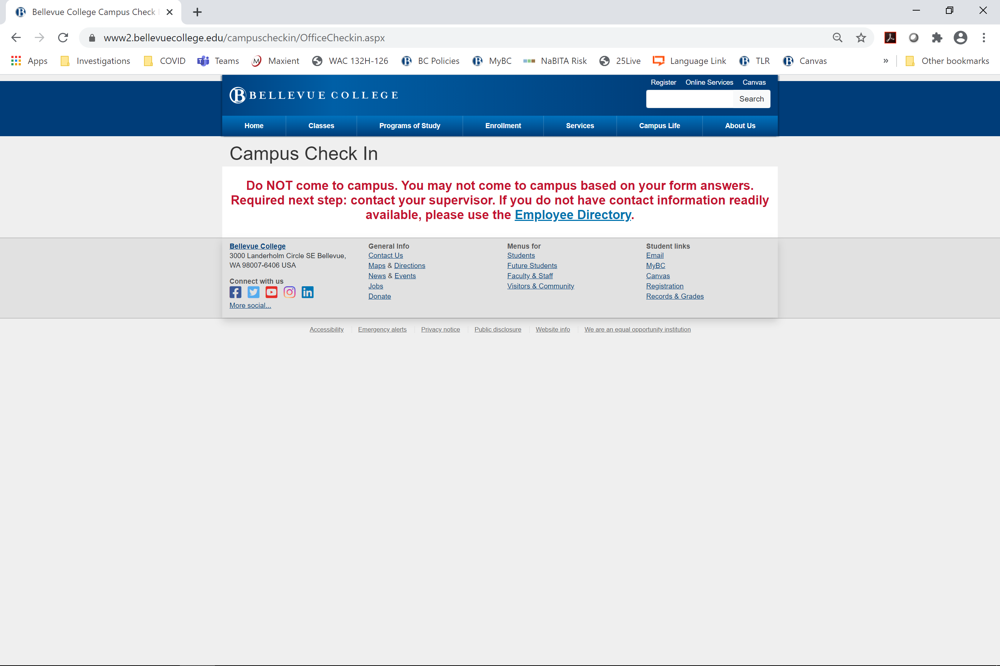 Bellevue College Campus Check
www2.bellevuecollege.edu/campuscheckin/OfficeCheckin.aspx
Apps Investigations COVID Teams Maxient WAC 132H-126 BC Policies MyBC NaBITA Risk 25Live Language Link TLR Canvas » Other bookmarks
Register Online Services Canvas
B BELLEVUE COLLEGE
Search
Home Classes Programs of Study Enrollment Services Campus Life About Us
Campus Check In
Do NOT come to campus. You may not come to campus based on your form answers.
Required next step: contact your supervisor. If you do not have contact information readily
available, please use the Employee Directory.
Bellevue College
3000 Landerholm Circle SE Bellevue,
WA 98007-6406 USA
Connect with us
More social...
General Info
Contact Us
Maps & Directions
News & Events
Jobs
Donate
Menus for
Students
Future Students
Faculty & Staff
Visitors & Community
Student links
Email
MyBC
Canvas
Registration
Records & Grades
Accessibility Emergency alerts Privacy notice Public disclosure Website info We are an equal opportunity institution